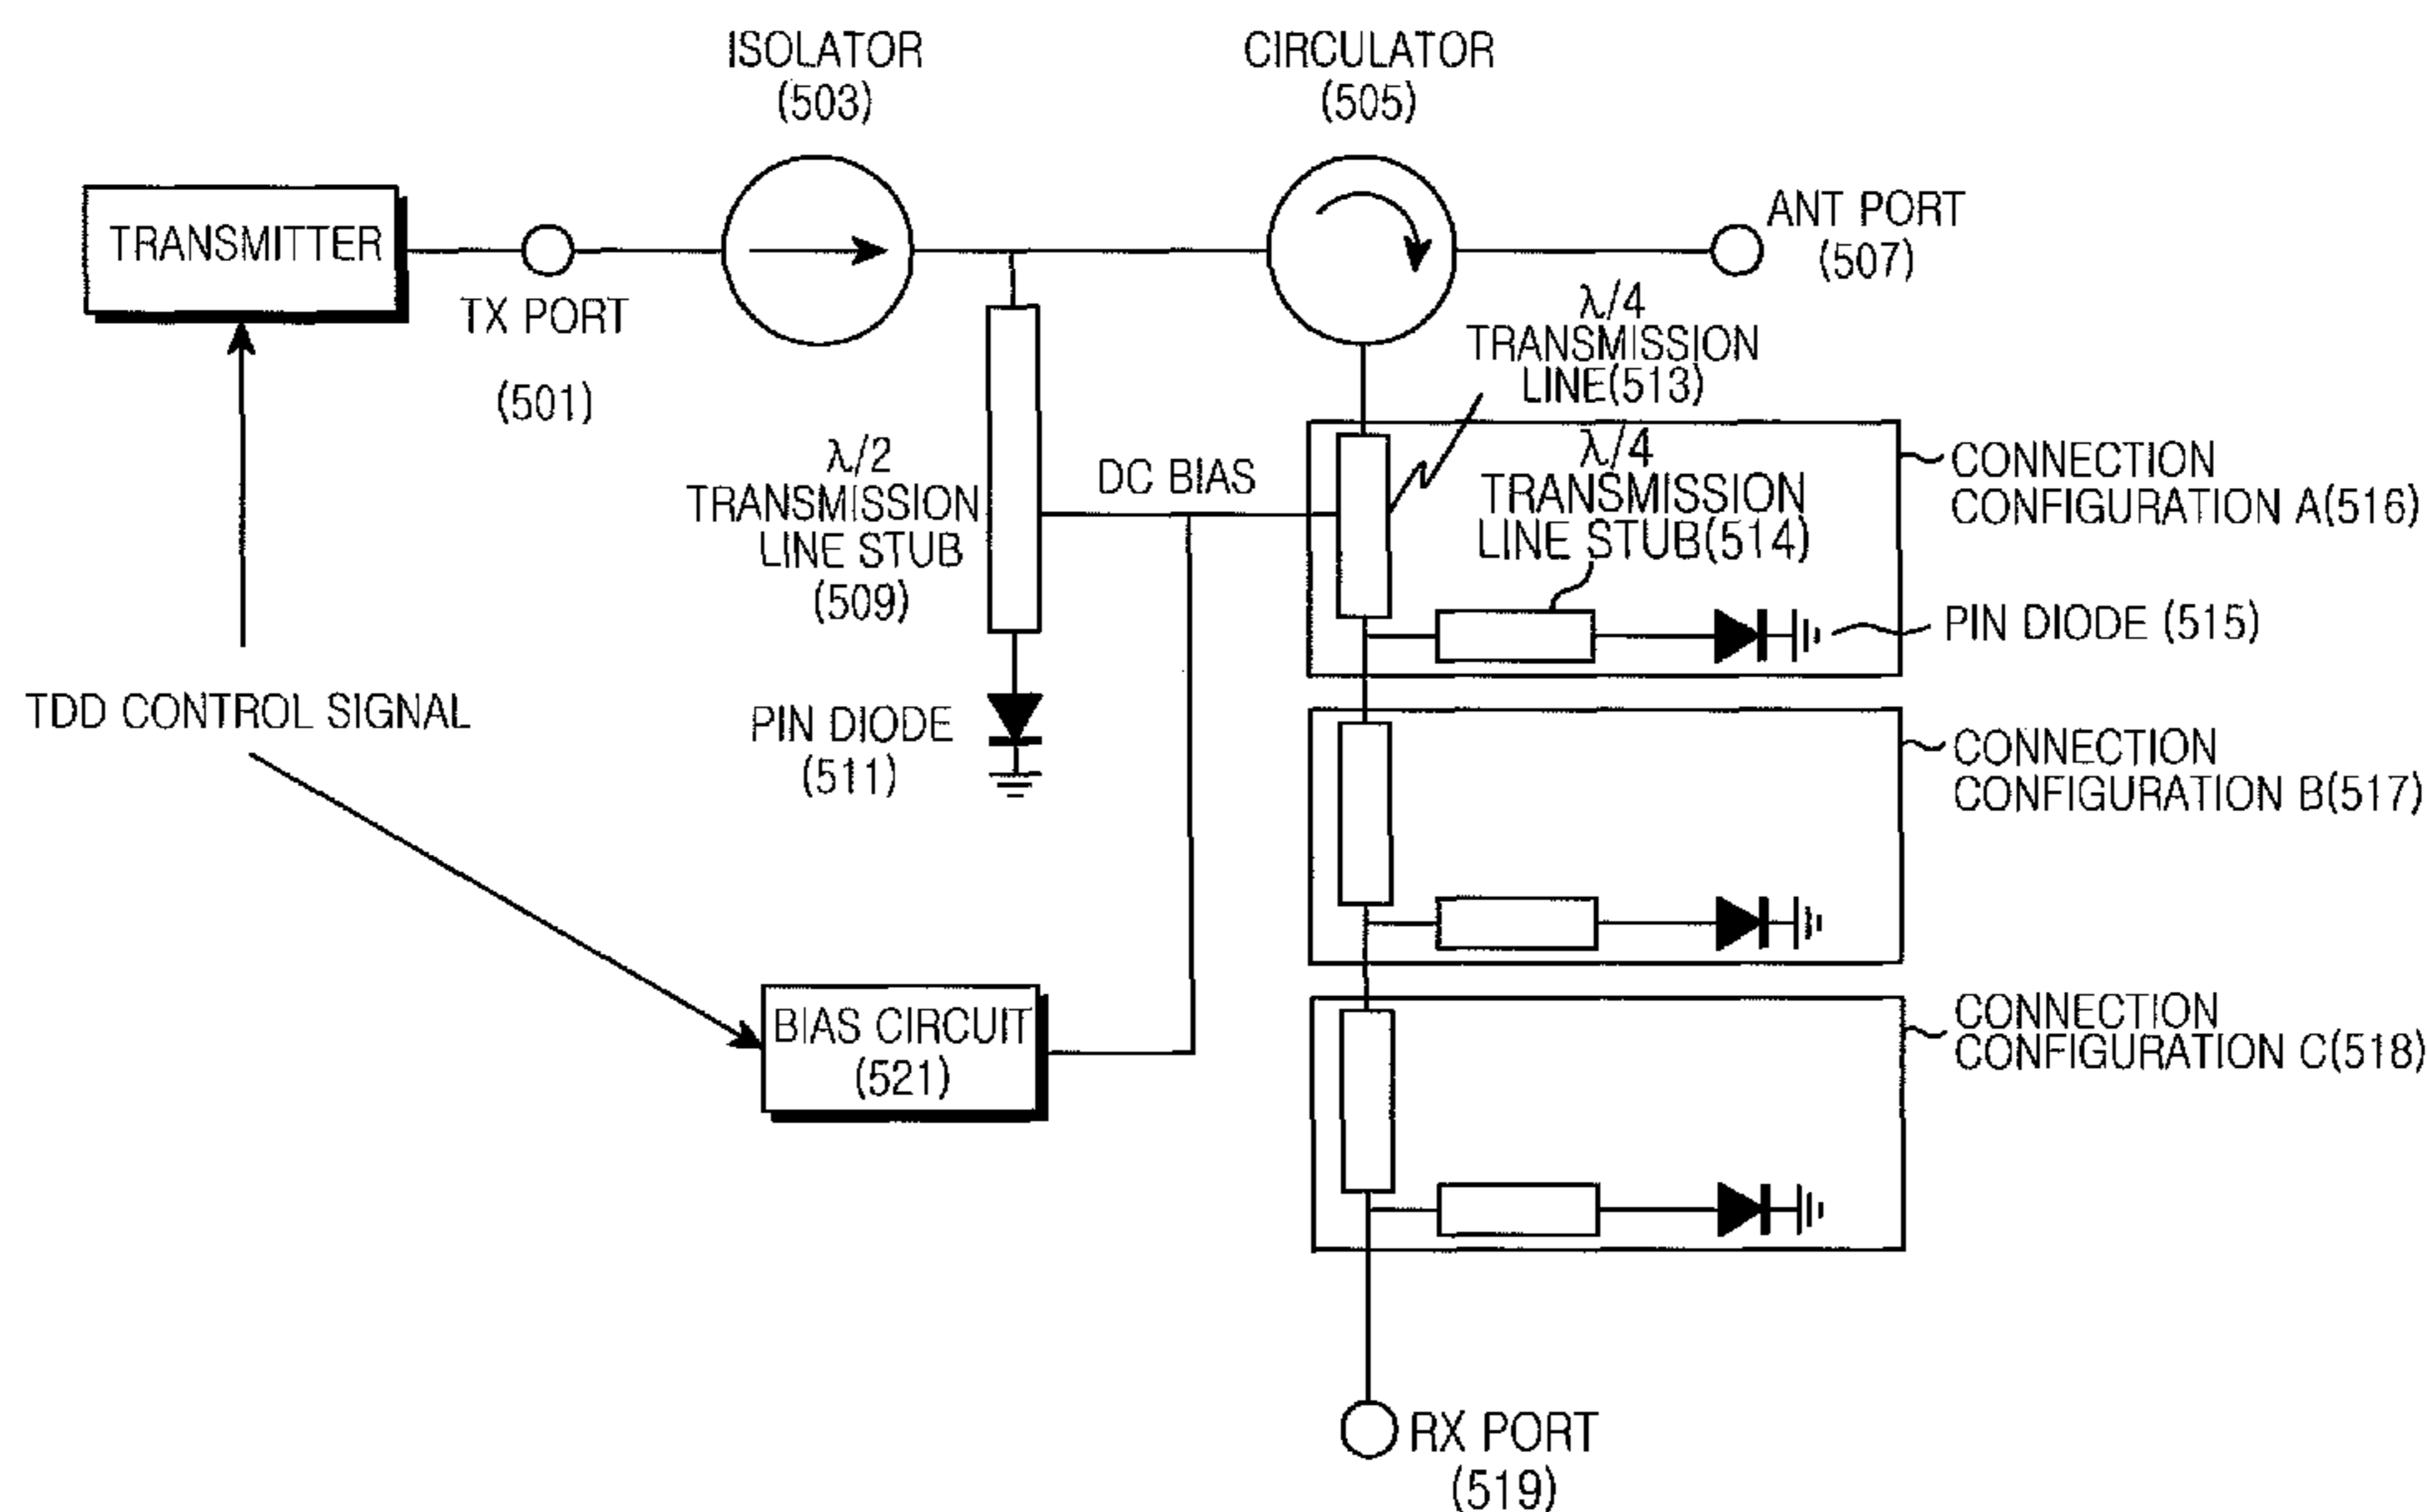 ISOLATOR
(503)
CIRCULATOR
(505)
TRANSMITTER
TX PORT
(501)
ANT PORT
(507)
λ/4
TRANSMISSION
LINE(513)
λ/2
TRANSMISSION
LINE STUB
(509)
DC BIAS
λ/4
TRANSMISSION
LINE STUB(514)
CONNECTION
CONFIGURATION A(516)
PIN DIODE (515)
TDD CONTROL SIGNAL
PIN DIODE
(511)
CONNECTION
CONFIGURATION B(517)
BIAS CIRCUIT
(521)
CONNECTION
CONFIGURATION C(518)
RX PORT
(519)